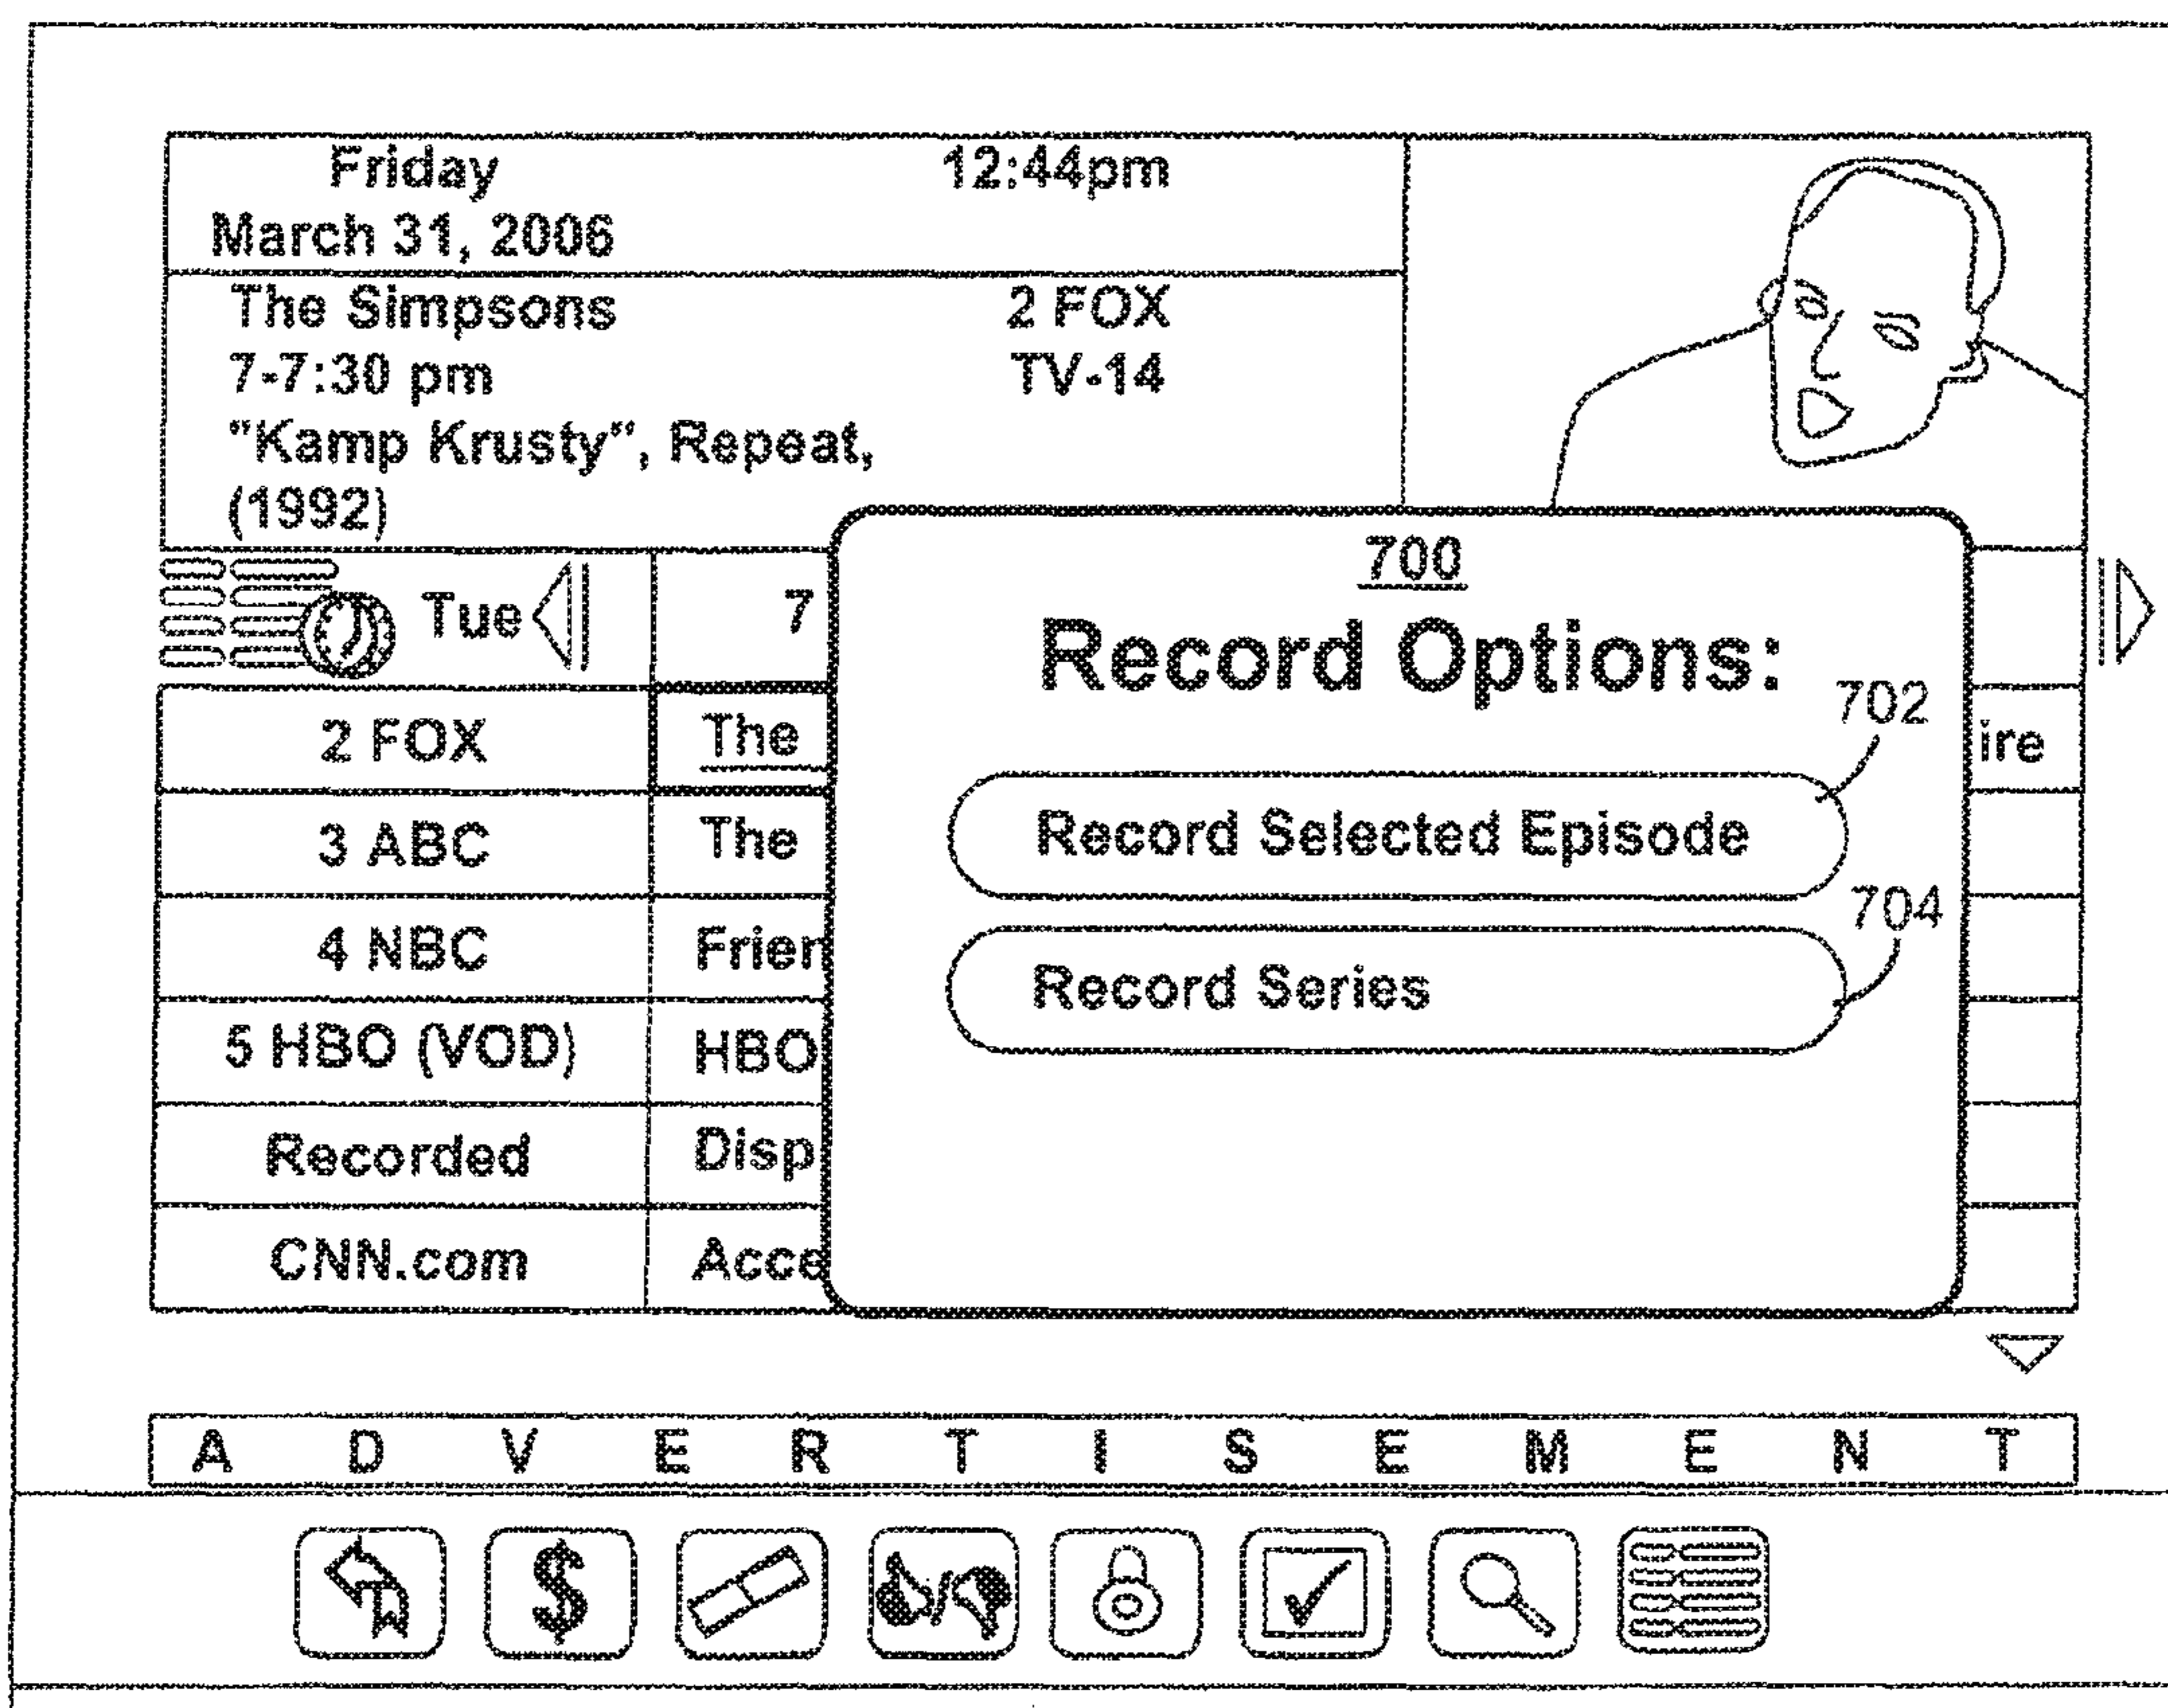 Friday 12:44pm
March 31, 2006
The Simpsons 2 FOX
7-7:30 pm TV-14
"Kamp Krusty", Repeat,
(1992)
700
Tue 7
Record Options:
702
2 FOX The ire
3 ABC The Record Selected Episode
704
4 NBC Frien
Record Series
5 HBO (VOD) HBO
Recorded Disp
CNN.com Acce
A D V E R T I S E M E N T
$